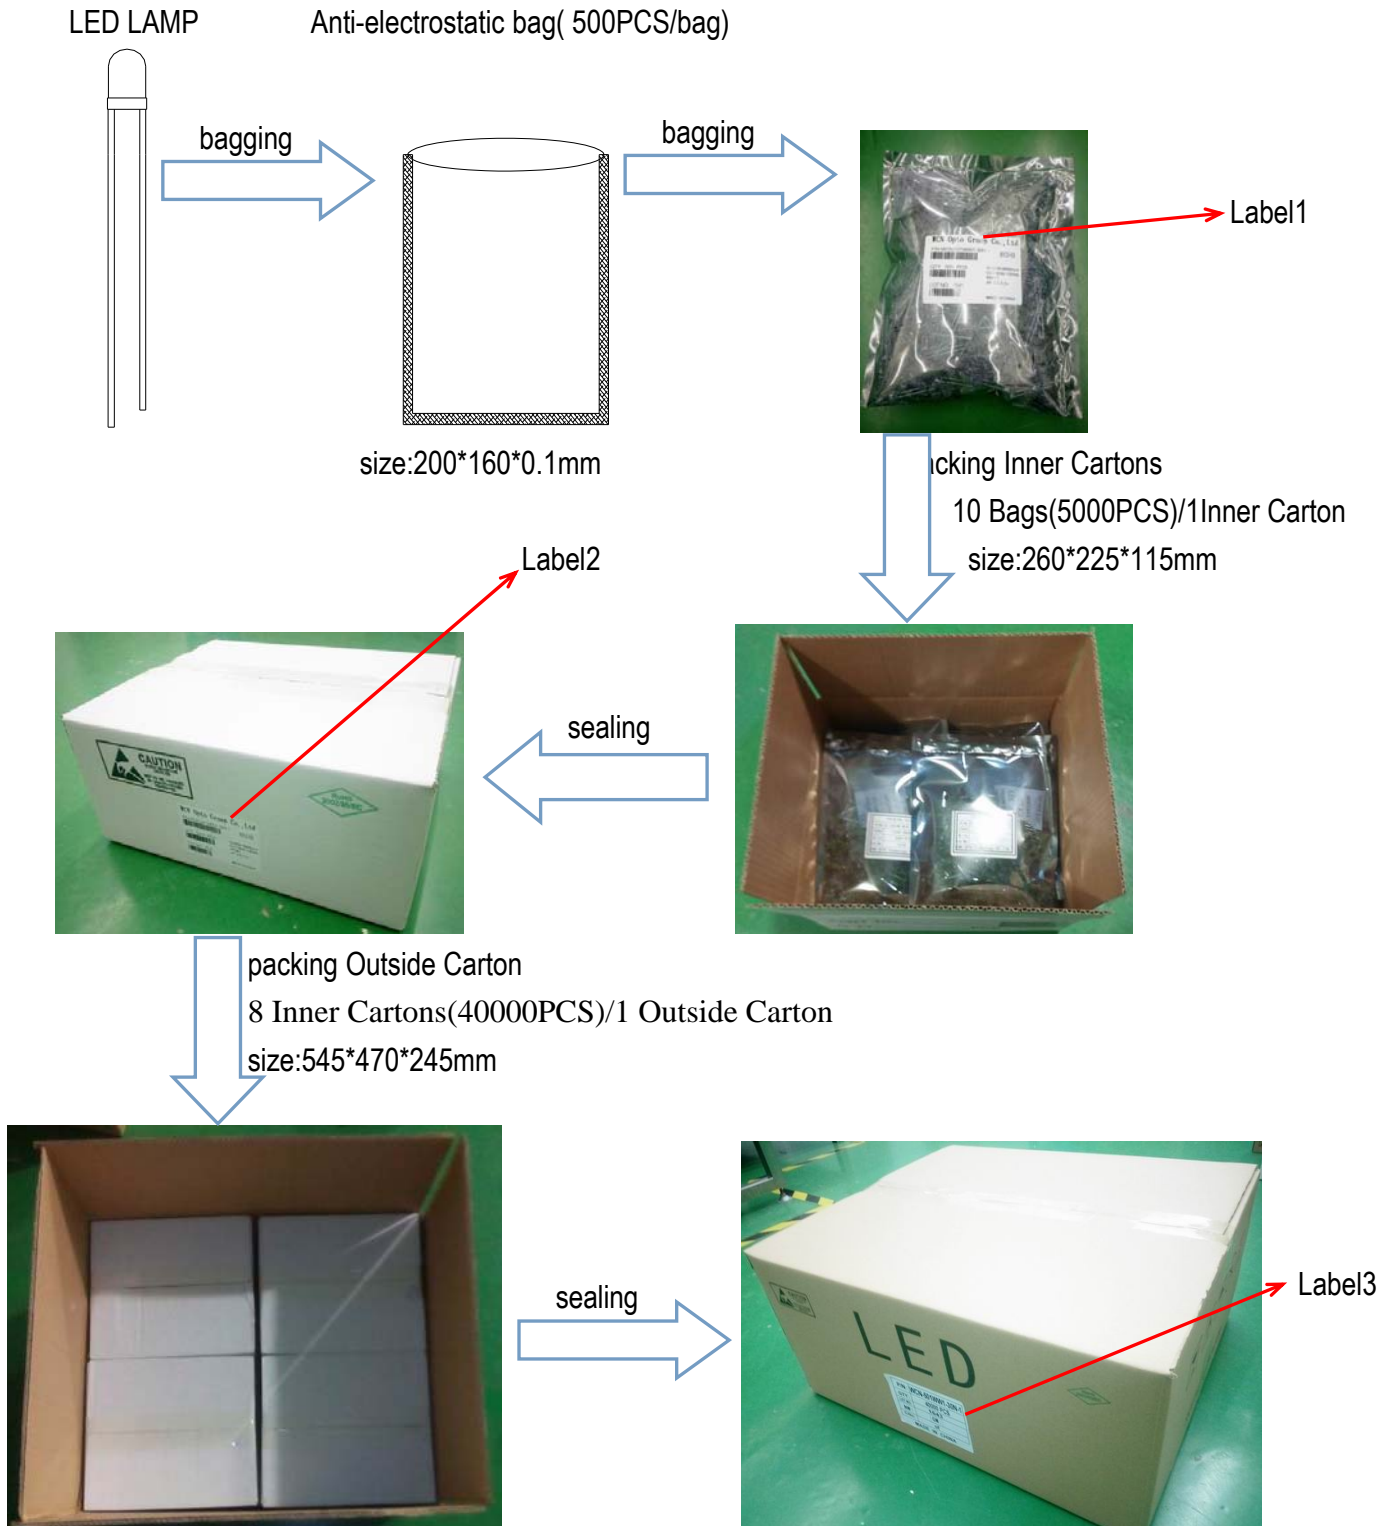 LED LAMP
Anti-electrostatic bag( 500PCS/bag)
bagging
bagging
Label1
size:200*160*0.1mm
acking Inner Cartons
10 Bags(5000PCS)/1Inner Carton
size:260*225*115mm
Label2
sealing
CAUTION
packing Outside Carton
8 Inner Cartons(40000PCS)/1 Outside Carton
size:545*470*245mm
sealing
Label3
LED